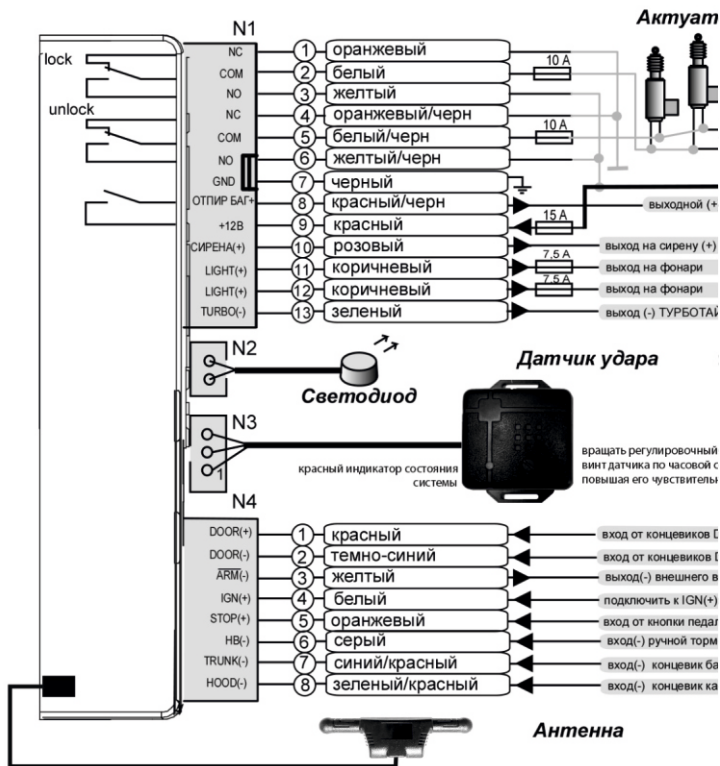 Актуат
N1
lock
unlock
NC 1 оранжевый
COM 2 белый 10 А
NO 3 желтый
NC 4 оранжевый/черн
COM 5 белый/черн 10 А
NO 6 желтый/черн
GND 7 черный
ОТПИР БАГ+ 8 красный/черн выходной (+
+12В 9 красный 15 А
СИРЕНА(+) 10 розовый выход на сирену (+)
LIGHT(+) 11 коричневый 7,5 А выход на фонари
LIGHT(+) 12 коричневый 7,5 А выход на фонари
TURBO(-) 13 зеленый выход (-) ТУРБОТАЙ
N2
Светодиод
Датчик удара
N3
1
красный индикатор состояния
системы
вращать регулировочный
винт датчика по часовой с
повышая его чувствительн
N4
DOOR(+) 1 красный вход от концевиков D
DOOR(-) 2 темно-синий вход от концевиков D
ARM(-) 3 желтый выход(-) внешнего в
IGN(+) 4 белый подключить к IGN(+)
STOP(+) 5 оранжевый вход от кнопки педал
HB(-) 6 серый вход(-) ручной торм
TRUNK(-) 7 синий/красный вход(-) концевик ба
HOOD(-) 8 зеленый/красный вход(-) концевик ка
Антенна